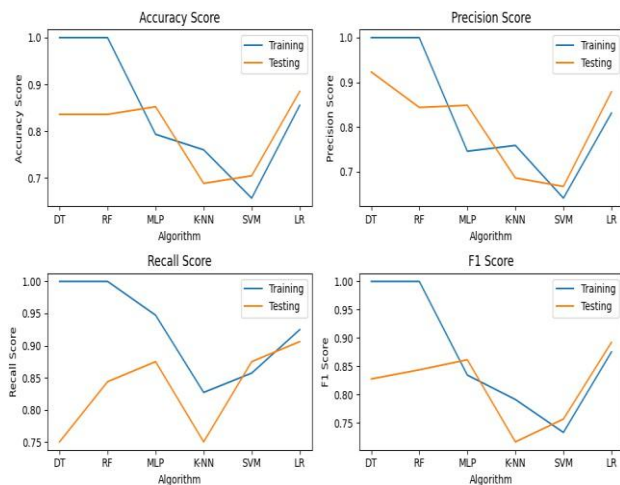 Accuracy Score
1.0
0.9
0.8
0.7
Accuracy Score
Training
Testing
DT RF MLP K-NN SVM LR
Algorithm
Precision Score
1.0
0.9
0.8
0.7
Precision Score
Training
Testing
DT RF MLP K-NN SVM LR
Algorithm
Recall Score
1.00
0.95
0.90
0.85
0.80
0.75
Recall Score
Training
Testing
DT RF MLP K-NN SVM LR
Algorithm
F1 Score
1.00
0.95
0.90
0.85
0.80
0.75
F1 Score
Training
Testing
DT RF MLP K-NN SVM LR
Algorithm